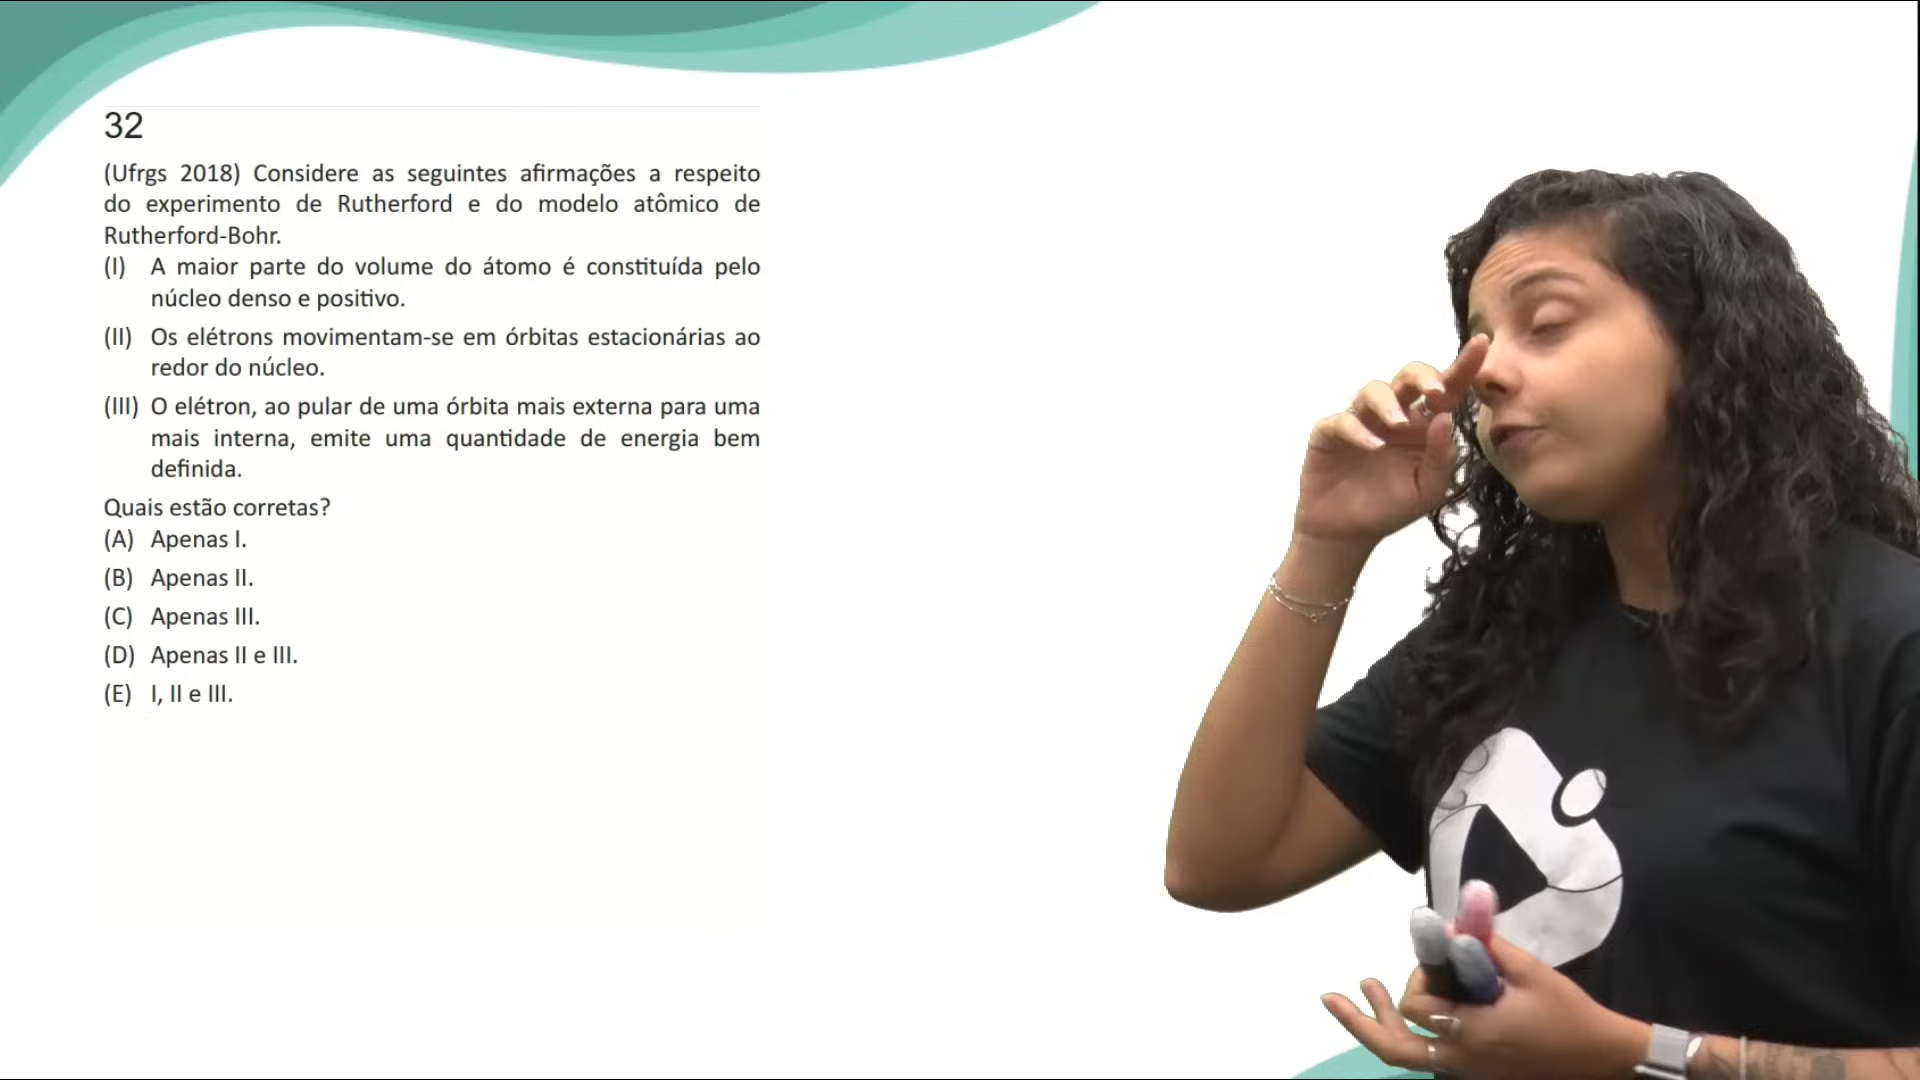 32
(Ufrgs 2018) Considere as seguintes afirmações a respeito
do experimento de Rutherford e do modelo atômico de
Rutherford-Bohr.
(I) A maior parte do volume do átomo é constituída pelo
núcleo denso e positivo.
(II) Os elétrons movimentam-se em órbitas estacionárias ao
redor do núcleo.
(III) O elétron, ao pular de uma órbita mais externa para uma
mais interna, emite uma quantidade de energia bem
definida.
Quais estão corretas?
(A) Apenas I.
(B) Apenas II.
(C) Apenas III.
(D) Apenas II e III.
(E) I, II e III.